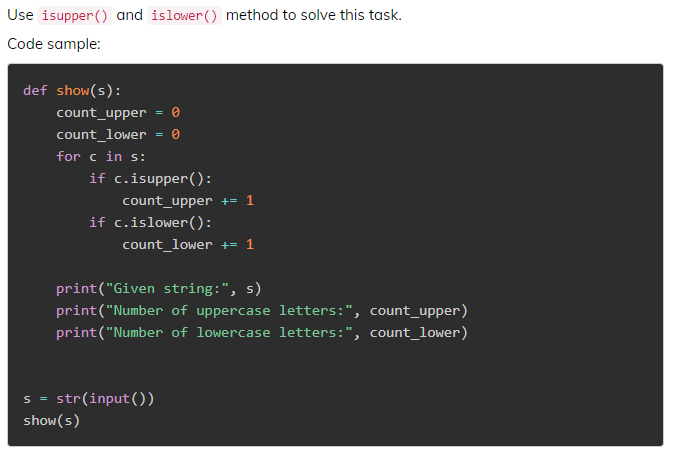 Use isupper() and islower() method to solve this task.
Code sample:
def show(s):
    count_upper = 0
    count_lower = 0
    for c in s:
        if c.isupper():
            count_upper += 1
        if c.islower():
            count_lower += 1
    print("Given string:", s)
    print("Number of uppercase letters:", count_upper)
    print("Number of lowercase letters:", count_lower)
s = str(input())
show(s)